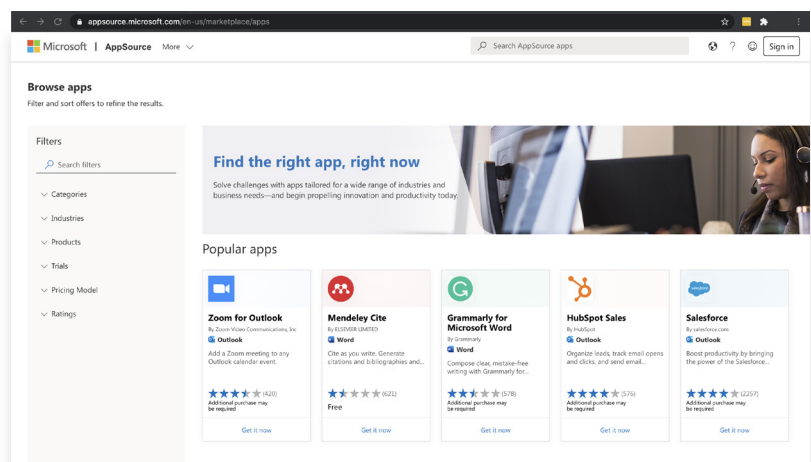 appsource.microsoft.com/en-us/marketplace/apps
Microsoft | AppSource More
Search AppSource apps
? Sign in
Browse apps
Filter and sort offers to refine the results.
Filters
Search filters
Categories
Industries
Products
Trials
Pricing Model
Ratings
Find the right app, right now
Solve challenges with apps tailored for a wide range of industries and
business needs—and begin propelling innovation and productivity today.
Popular apps
Zoom for Outlook
By Zoom Video Communications, Inc
Outlook
Add a Zoom meeting to any
Outlook calendar event.
(420)
Additional purchase may
be required
Get it now
Mendeley Cite
By ELSEVIER LIMITED
Word
Cite as you write. Generate
citations and bibliographies and...
(621)
Free
Get it now
Grammarly for
Microsoft Word
By Grammarly
Word
Compose clear, mistake-free
writing with Grammarly for...
(578)
Additional purchase may
be required
Get it now
HubSpot Sales
By HubSpot
Outlook
Organize leads, track email opens
and clicks, and send email...
(576)
Additional purchase may
be required
Get it now
salesforce
Salesforce
By salesforce.com
Outlook
Boost productivity by bringing
the power of the Salesforce...
(2257)
Additional purchase may
be required
Get it now